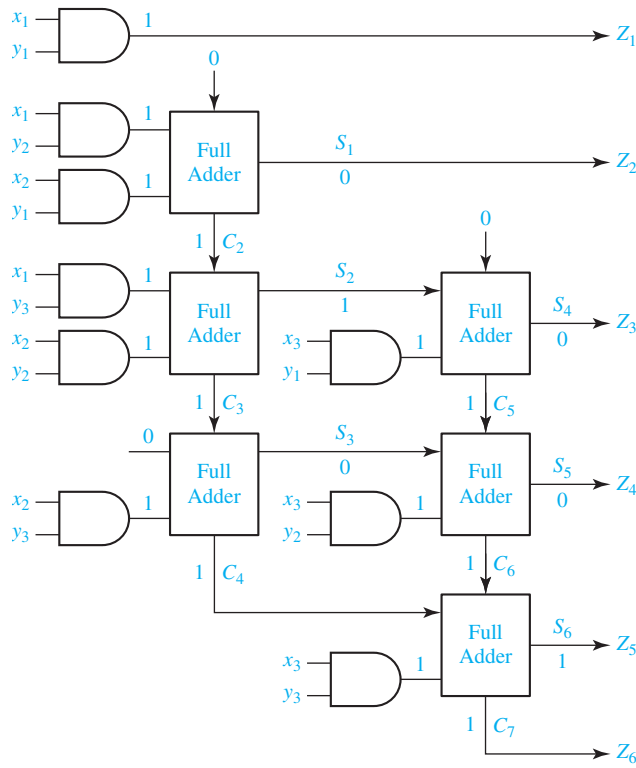 x₁ 1
y₁ Z₁
0
x₁ 1
y₂ Full Adder S₁ Z₂
x₂ 1 0
y₁
1 C₂ 0
x₁ 1 S₂
y₃ Full Adder 1 Full Adder S₄ Z₃
x₂ 1 x₃ 1 0
y₂ y₁
1 C₃ 1 C₅
0 S₃
Full Adder 0 Full Adder S₅ Z₄
x₂ 1 x₃ 1 0
y₃ y₂
1 C₄ 1 C₆
Full Adder S₆ Z₅
x₃ 1 1
y₃
1 C₇
Z₆